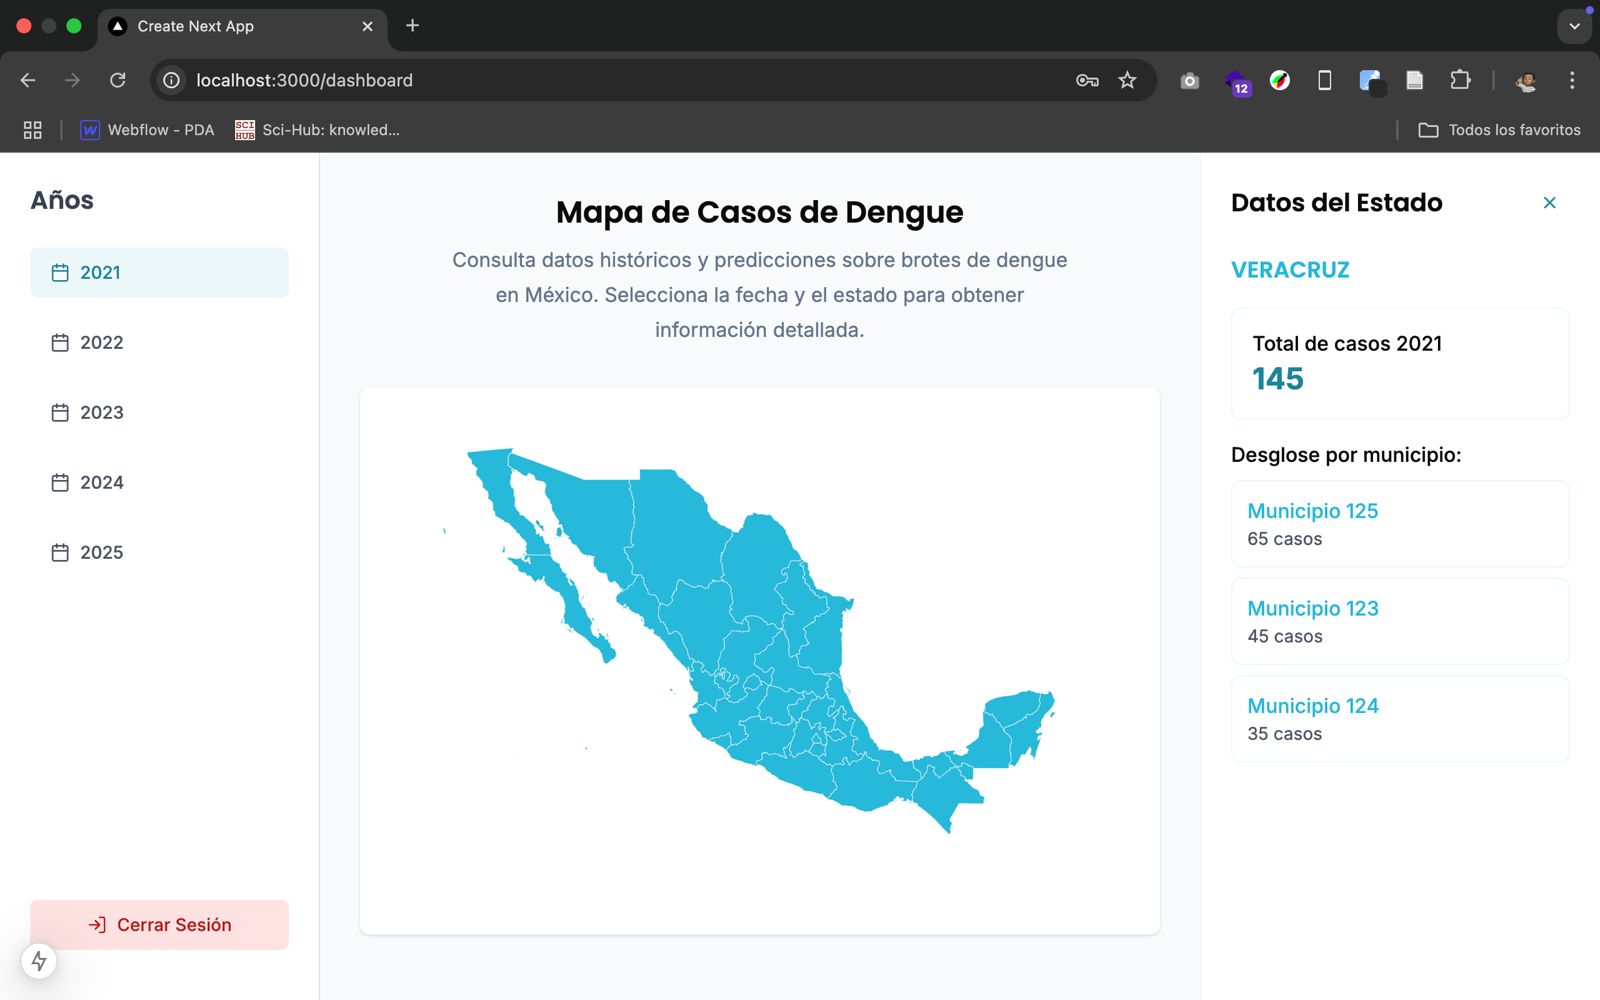 Create Next App
localhost:3000/dashboard
12
Webflow - PDA
SCI HUB
Sci-Hub: knowled...
Todos los favoritos
Años
2021
2022
2023
2024
2025
Cerrar Sesión
Mapa de Casos de Dengue
Consulta datos históricos y predicciones sobre brotes de dengue
en México. Selecciona la fecha y el estado para obtener
información detallada.
Datos del Estado
VERACRUZ
Total de casos 2021
145
Desglose por municipio:
Municipio 125
65 casos
Municipio 123
45 casos
Municipio 124
35 casos